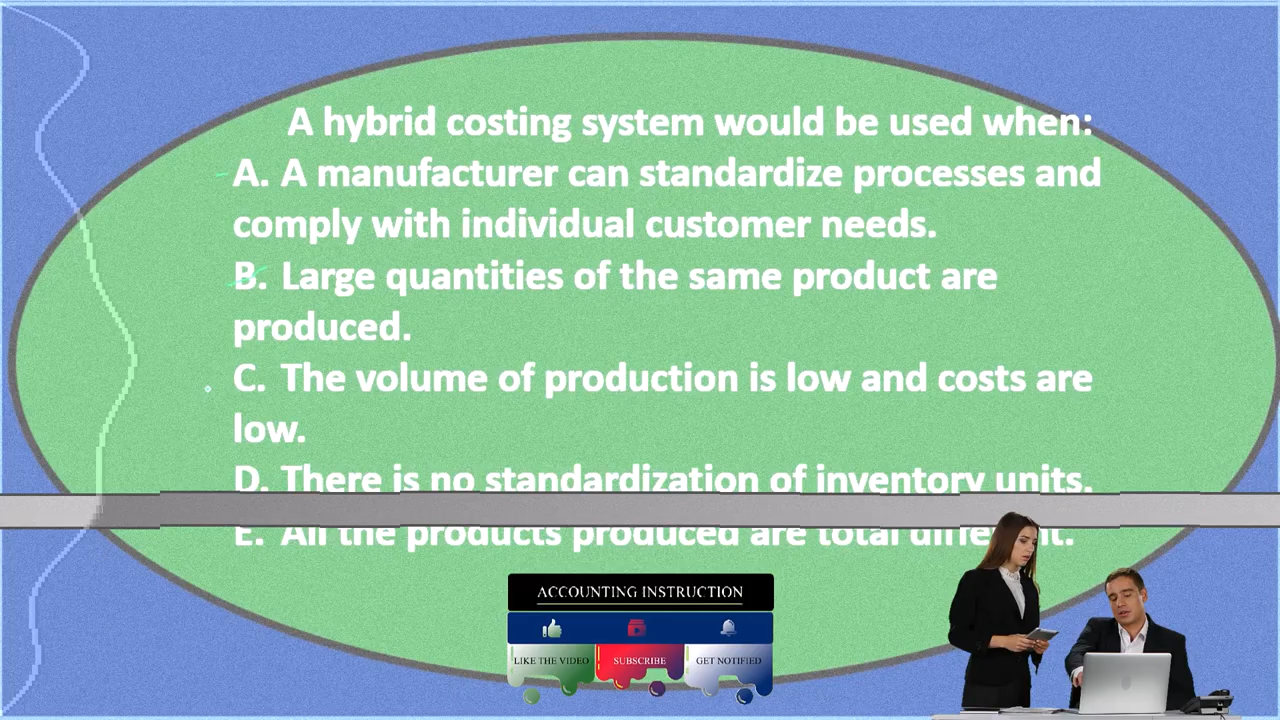 A hybrid costing system would be used when:
A. A manufacturer can standardize processes and
comply with individual customer needs.
B. Large quantities of the same product are
produced.
C. The volume of production is low and costs are
low.
D. There is no standardization of inventory units.
E. All the products produced are total different.
ACCOUNTING INSTRUCTION
LIKE THE VIDEO SUBSCRIBE GET NOTIFIED